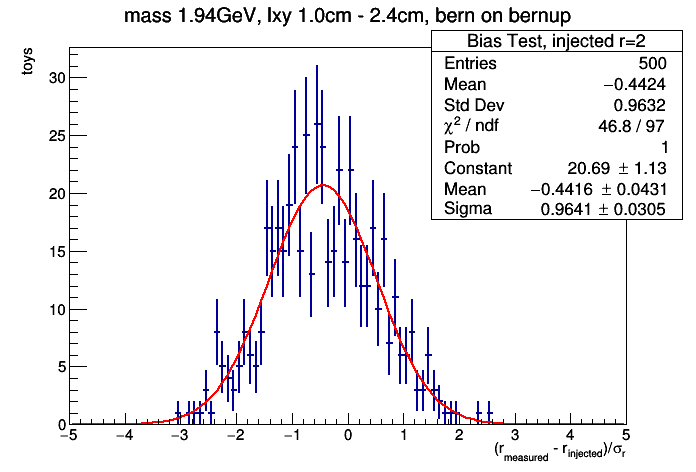 mass 1.94GeV, lxy 1.0cm - 2.4cm, bern on bernup
Bias Test, injected r=2
Entries 500
Mean −0.4424
Std Dev 0.9632
χ² / ndf 46.8 / 97
Prob 1
Constant 20.69 ± 1.13
Mean −0.4416 ± 0.0431
Sigma 0.9641 ± 0.0305
toys
30
25
20
15
10
5
0
−5 −4 −3 −2 −1 0 1 2 3 4 5
(r_measured - r_injected)/σ_r